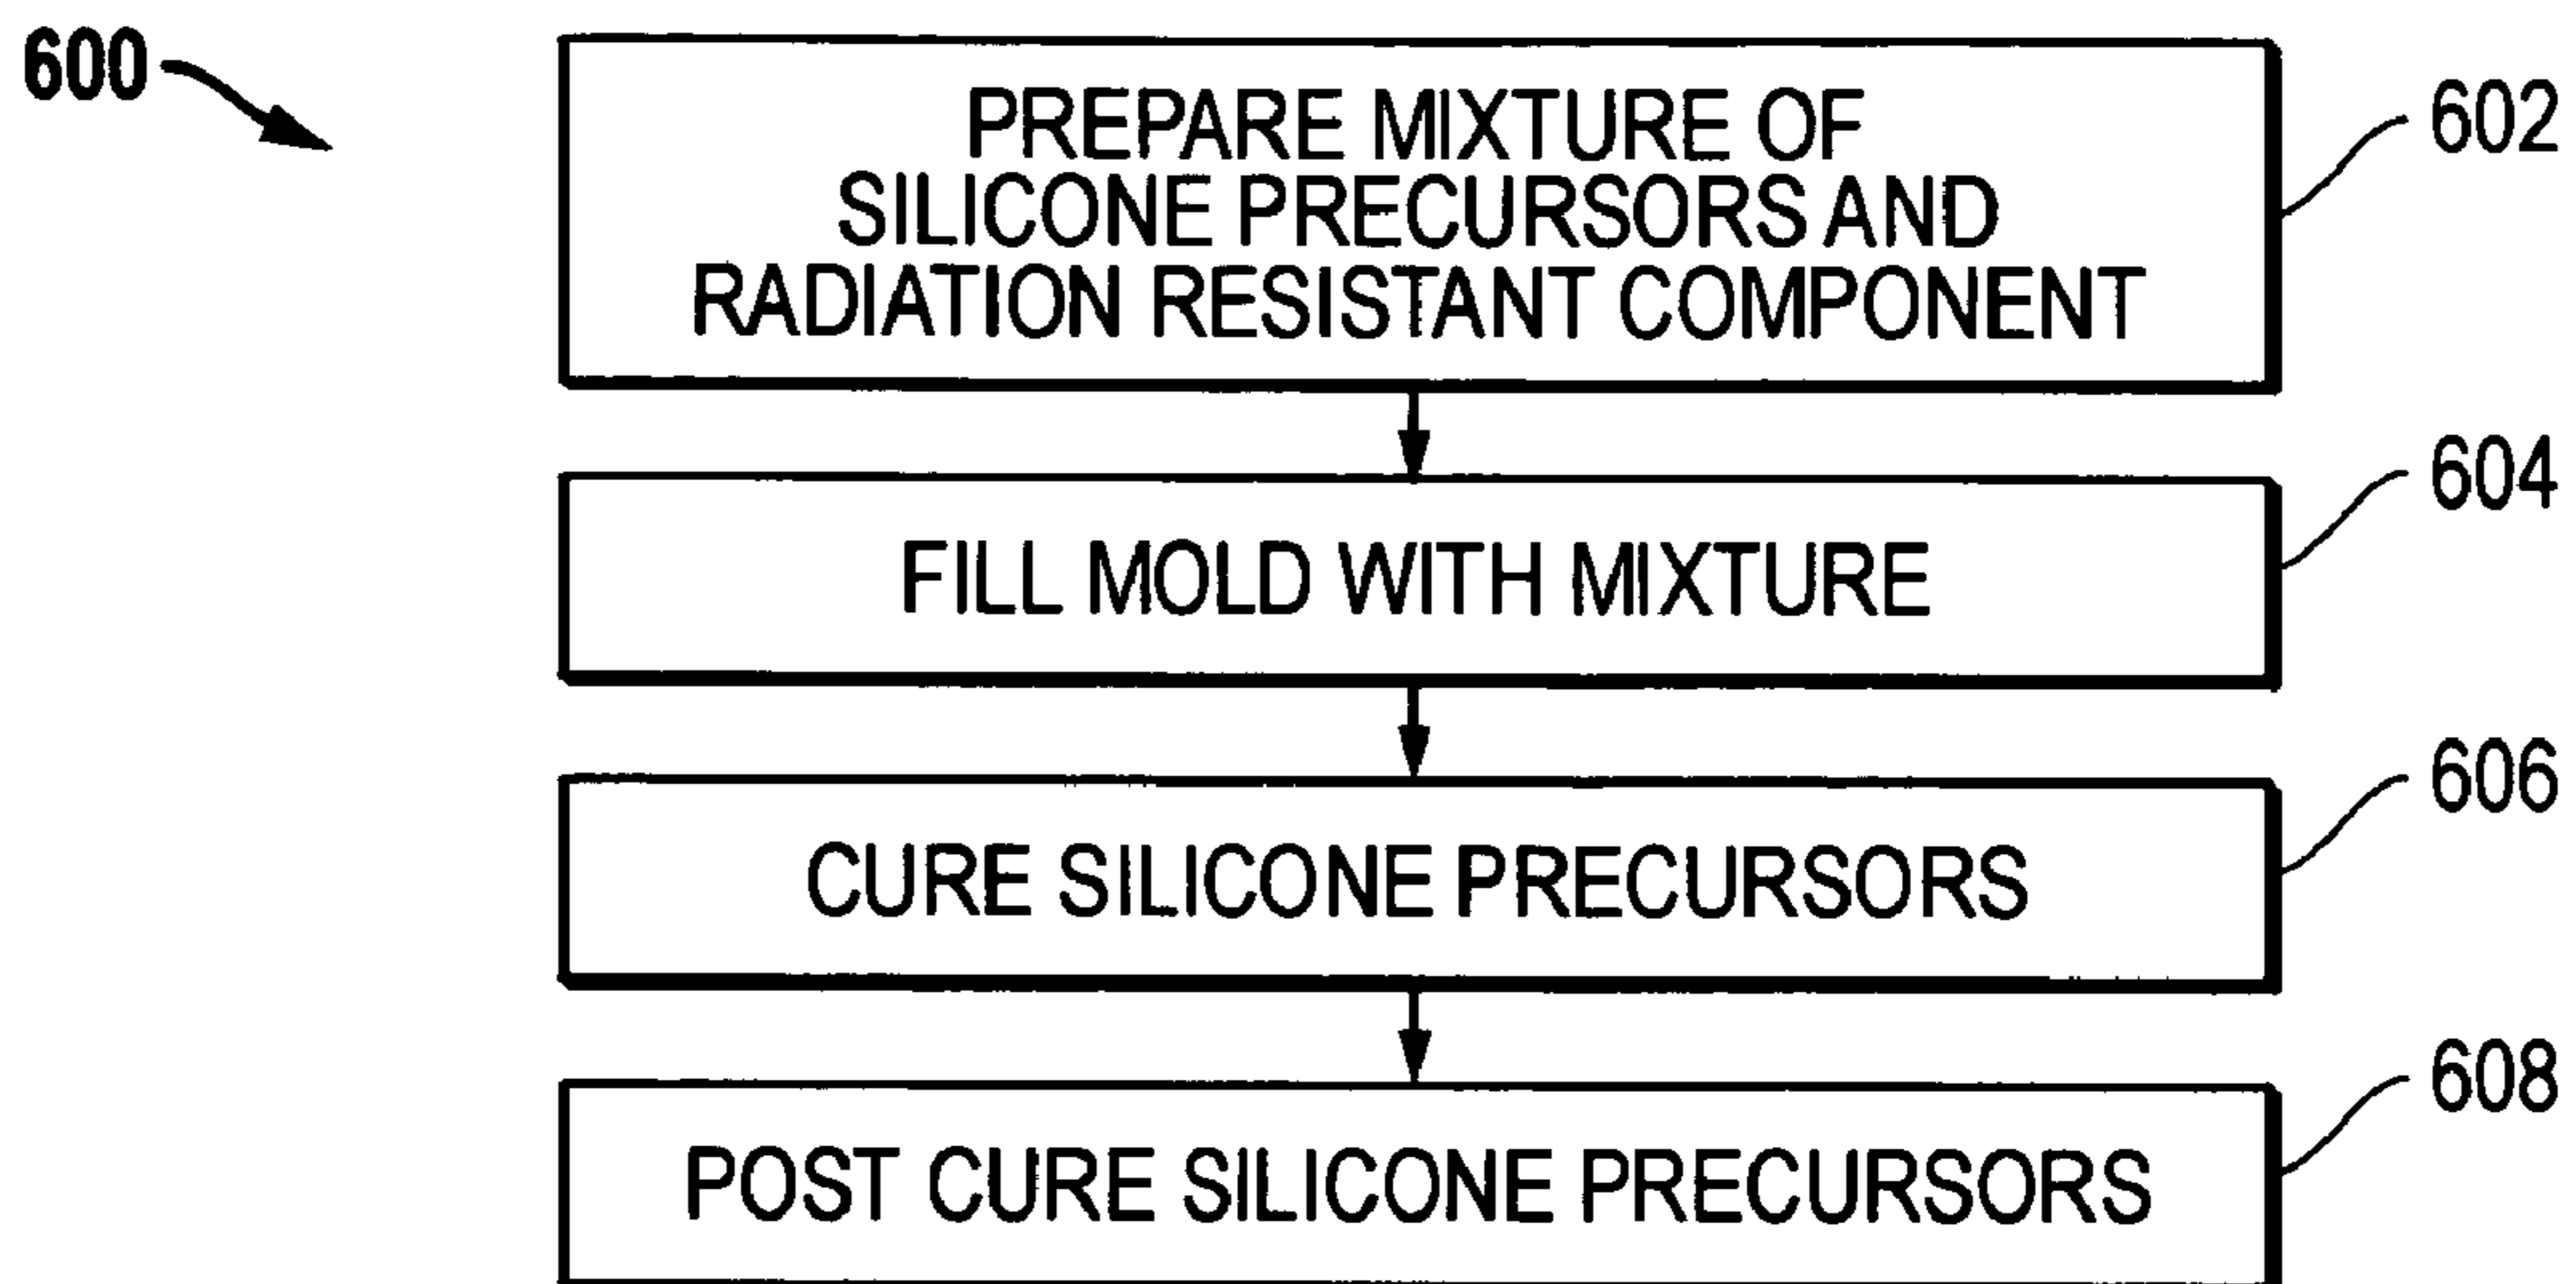 600
PREPARE MIXTURE OF
SILICONE PRECURSORS AND
RADIATION RESISTANT COMPONENT
602
FILL MOLD WITH MIXTURE
604
CURE SILICONE PRECURSORS
606
POST CURE SILICONE PRECURSORS
608